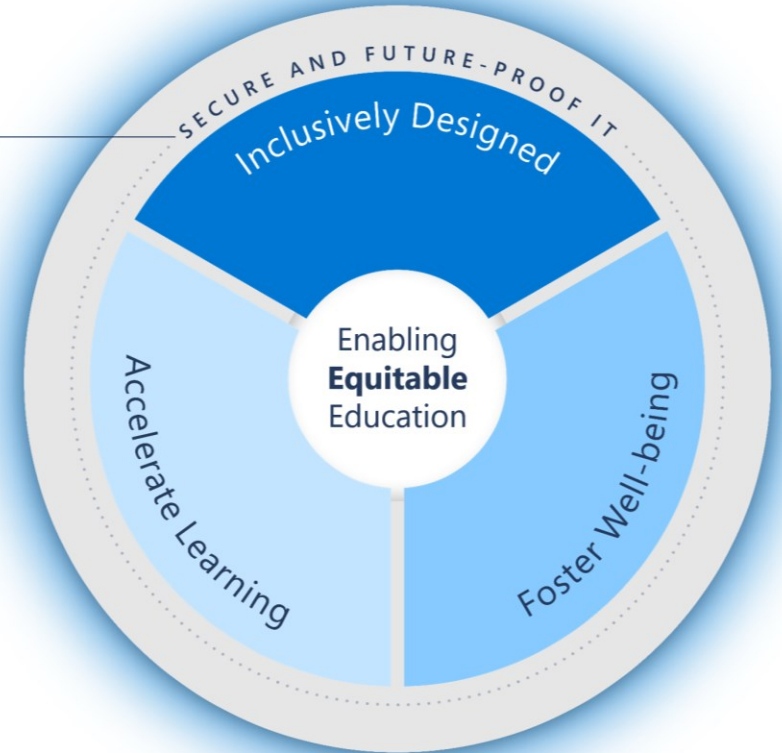 SECURE AND FUTURE-PROOF IT
Inclusively Designed
Enabling
Equitable
Education
Accelerate Learning
Foster Well-being